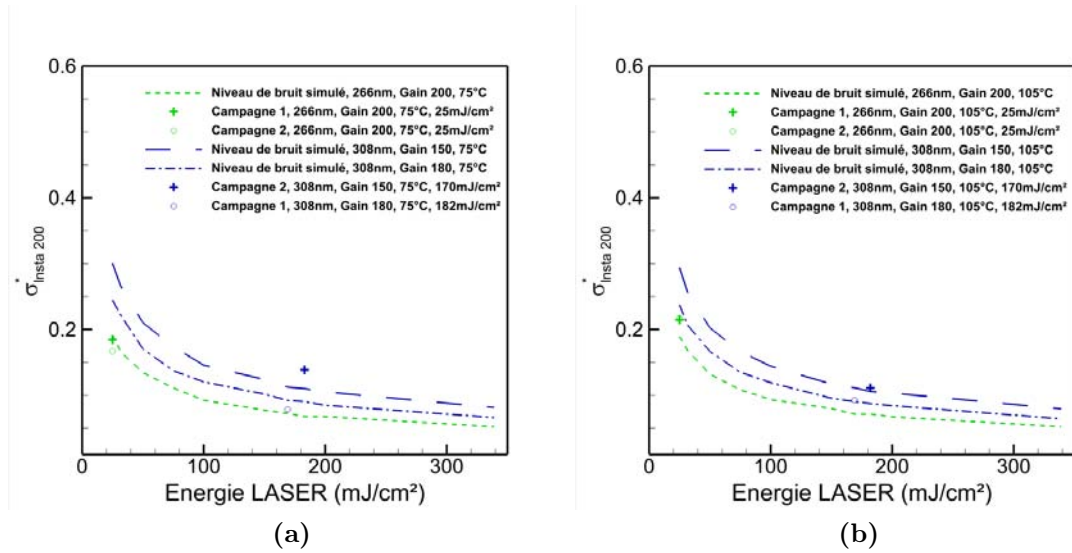 0.6
Niveau de bruit simulé, 266nm, Gain 200, 75°C
Campagne 1, 266nm, Gain 200, 75°C, 25mJ/cm²
Campagne 2, 266nm, Gain 200, 75°C, 25mJ/cm²
Niveau de bruit simulé, 308nm, Gain 150, 75°C
Niveau de bruit simulé, 308nm, Gain 180, 75°C
Campagne 2, 308nm, Gain 150, 75°C, 170mJ/cm²
Campagne 1, 308nm, Gain 180, 75°C, 182mJ/cm²
0.4
σ*Insta 200
0.2
0 100 200 300
Energie LASER (mJ/cm²)
(a)
0.6
Niveau de bruit simulé, 266nm, Gain 200, 105°C
Campagne 1, 266nm, Gain 200, 105°C, 25mJ/cm²
Campagne 2, 266nm, Gain 200, 105°C, 25mJ/cm²
Niveau de bruit simulé, 308nm, Gain 150, 105°C
Niveau de bruit simulé, 308nm, Gain 180, 105°C
Campagne 2, 308nm, Gain 150, 105°C, 170mJ/cm²
Campagne 1, 308nm, Gain 180, 105°C, 182mJ/cm²
0.4
σ*Insta 200
0.2
0 100 200 300
Energie LASER (mJ/cm²)
(b)